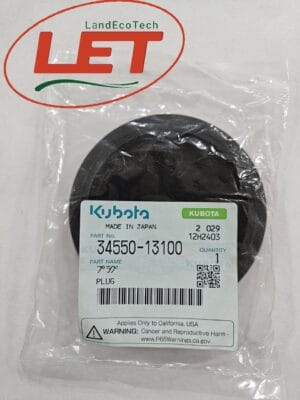 LandEcoTech
LET
Kubota
KUBOTA
MADE IN JAPAN
2 029
12H2403
PART No.
34550-13100
QUANTITY
1
PART NAME
プラグ
PLUG
Applies Only to California, USA
WARNING: Cancer and Reproductive Harm -
www.P65Warnings.ca.gov